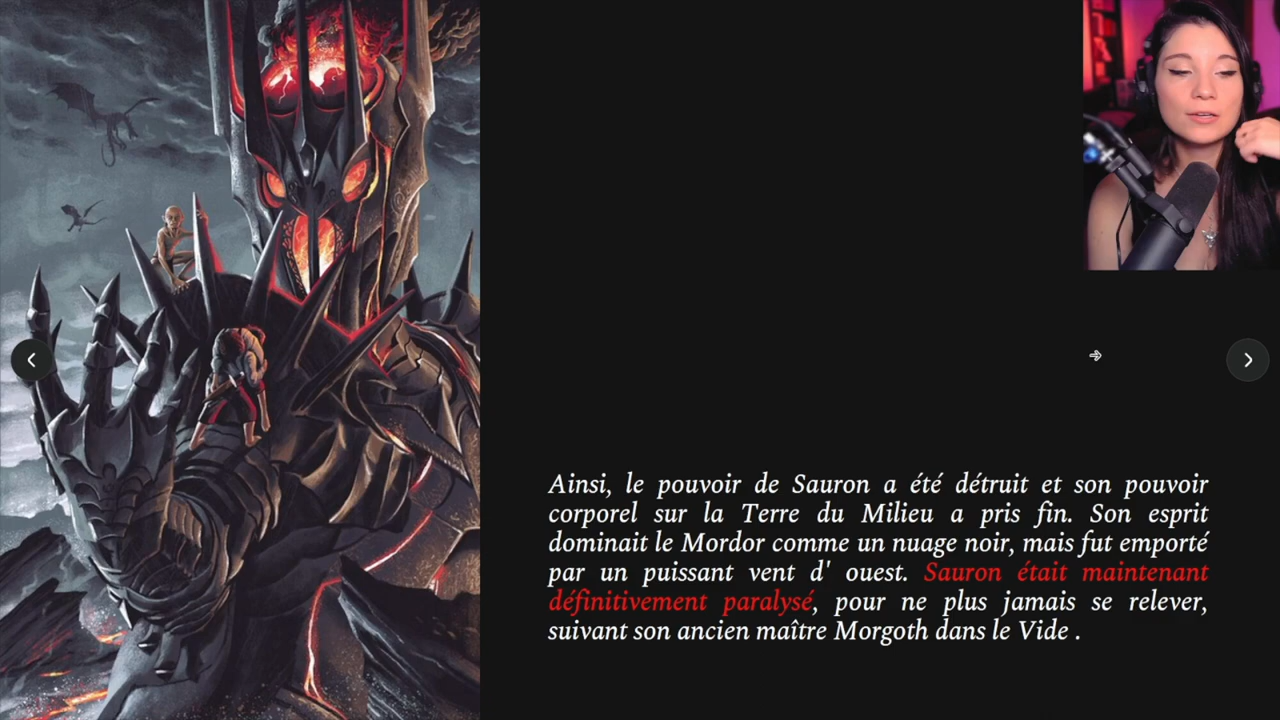 Ainsi, le pouvoir de Sauron a été détruit et son pouvoir
corporel sur la Terre du Milieu a pris fin. Son esprit
dominait le Mordor comme un nuage noir, mais fut emporté
par un puissant vent d' ouest. Sauron était maintenant
définitivement paralysé, pour ne plus jamais se relever,
suivant son ancien maître Morgoth dans le Vide .